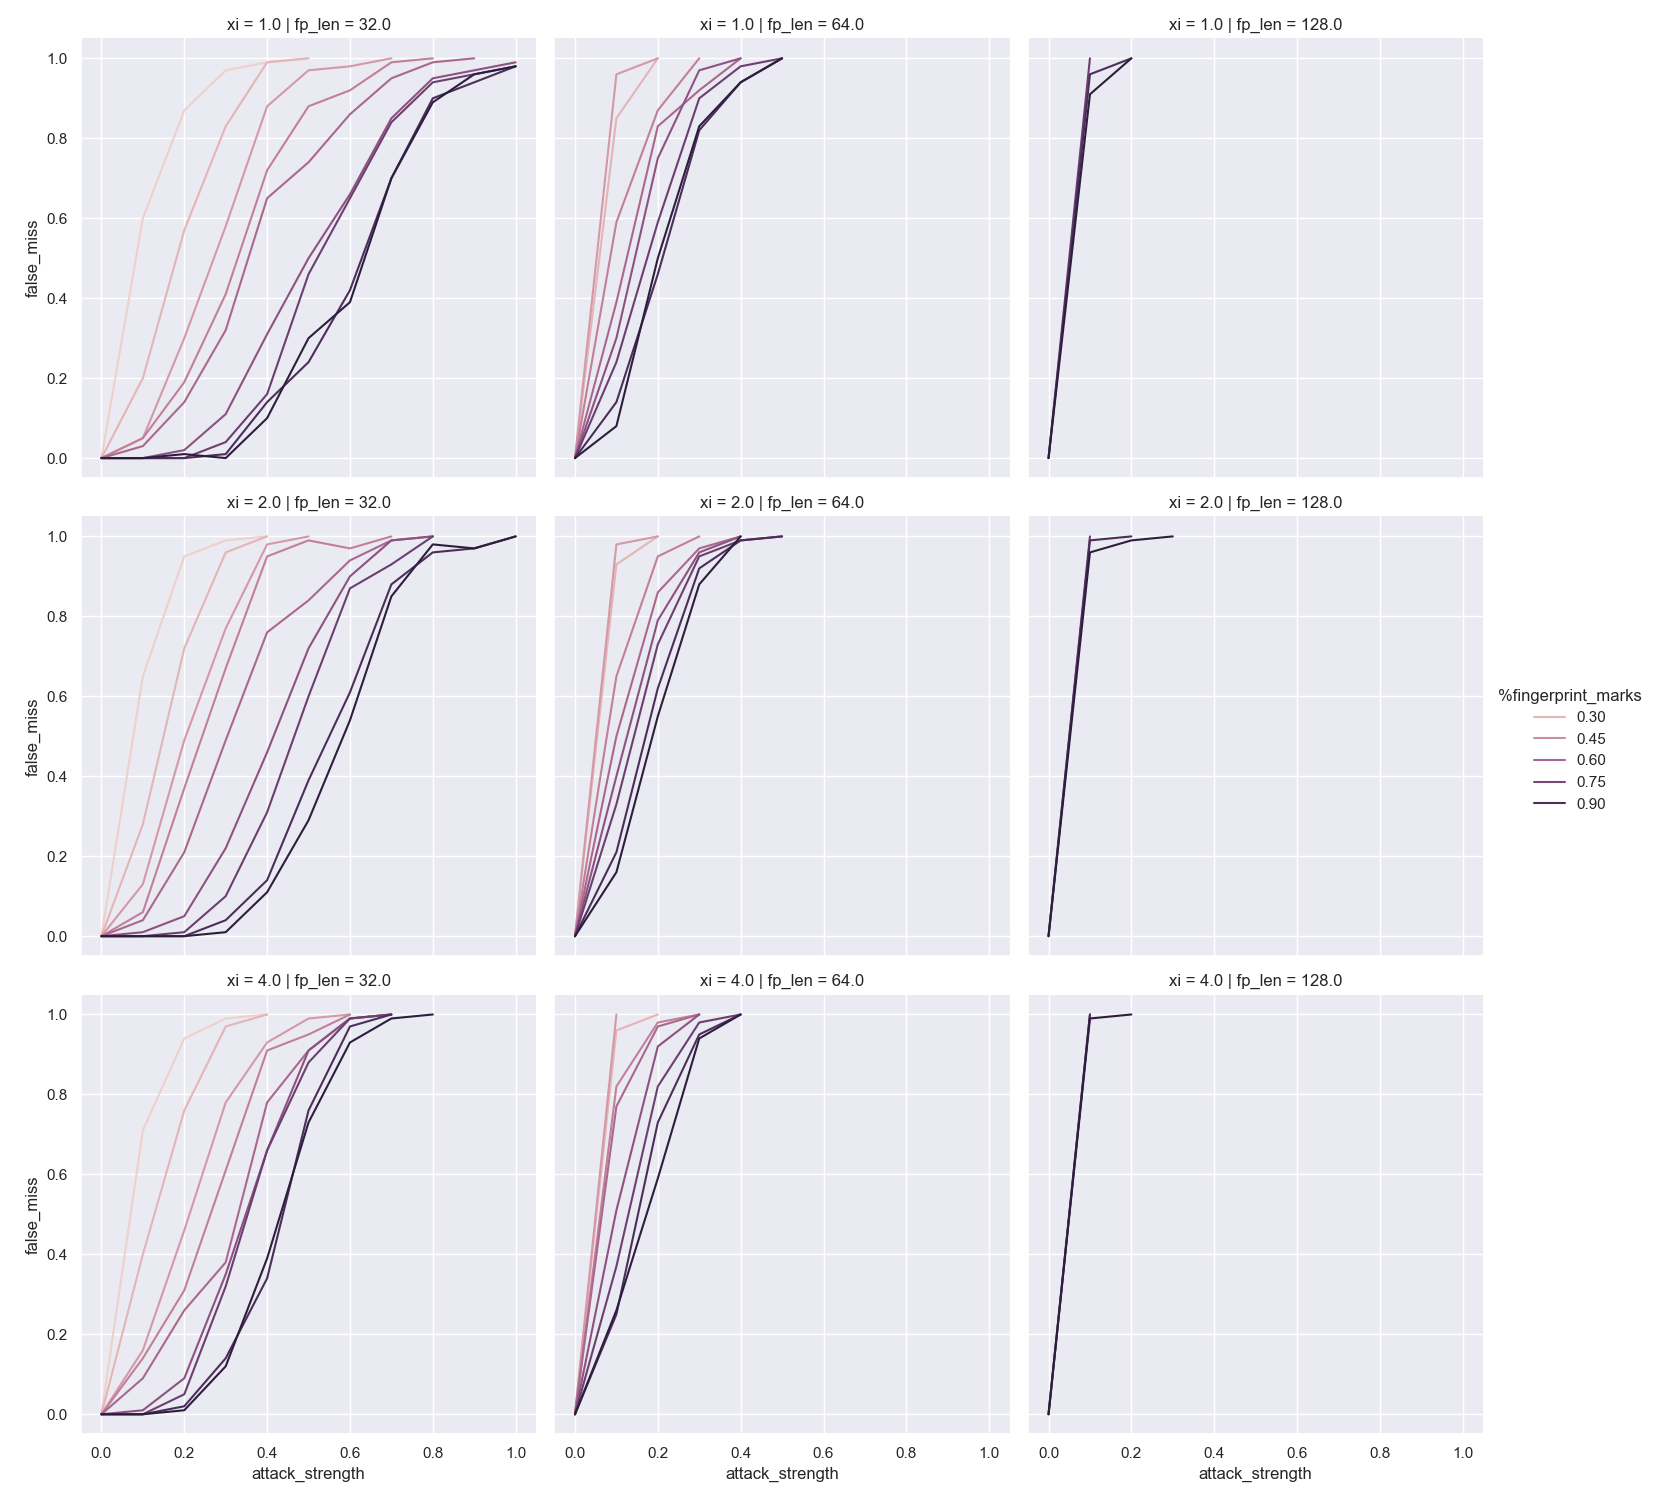 xi = 1.0 | fp_len = 32.0
xi = 1.0 | fp_len = 64.0
xi = 1.0 | fp_len = 128.0
1.0
0.8
0.6
0.4
0.2
0.0
false_miss
xi = 2.0 | fp_len = 32.0
xi = 2.0 | fp_len = 64.0
xi = 2.0 | fp_len = 128.0
1.0
0.8
0.6
0.4
0.2
0.0
false_miss
%fingerprint_marks
0.30
0.45
0.60
0.75
0.90
xi = 4.0 | fp_len = 32.0
xi = 4.0 | fp_len = 64.0
xi = 4.0 | fp_len = 128.0
1.0
0.8
0.6
0.4
0.2
0.0
false_miss
0.0 0.2 0.4 0.6 0.8 1.0
attack_strength
0.0 0.2 0.4 0.6 0.8 1.0
attack_strength
0.0 0.2 0.4 0.6 0.8 1.0
attack_strength